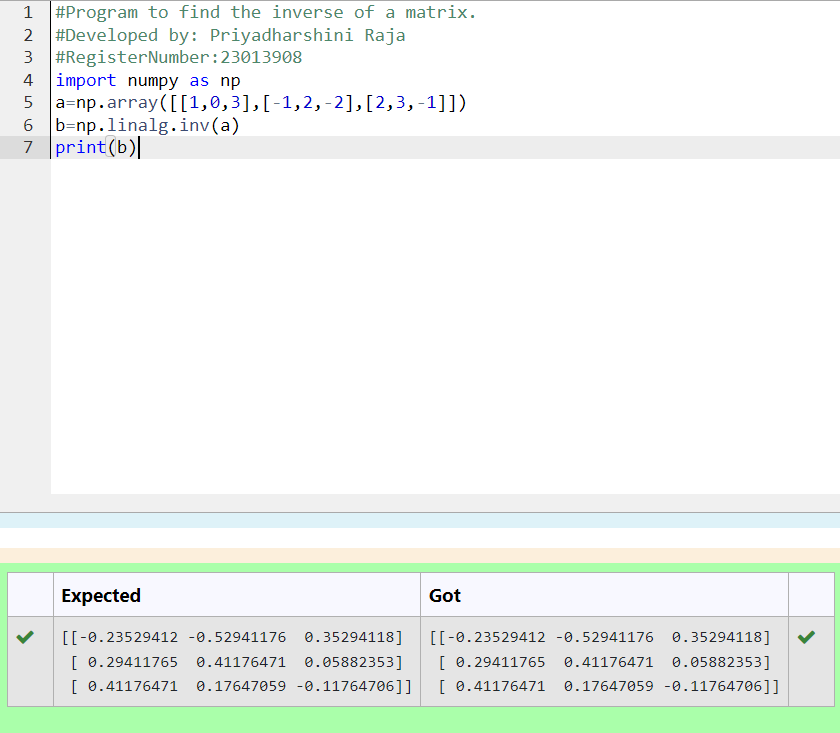 1 #Program to find the inverse of a matrix.
2 #Developed by: Priyadharshini Raja
3 #RegisterNumber:23013908
4 import numpy as np
5 a=np.array([[1,0,3],[-1,2,-2],[2,3,-1]])
6 b=np.linalg.inv(a)
7 print(b)
Expected Got
[[-0.23529412 -0.52941176  0.35294118] [[-0.23529412 -0.52941176  0.35294118]
[ 0.29411765  0.41176471  0.05882353] [ 0.29411765  0.41176471  0.05882353]
[ 0.41176471  0.17647059 -0.11764706]] [ 0.41176471  0.17647059 -0.11764706]]